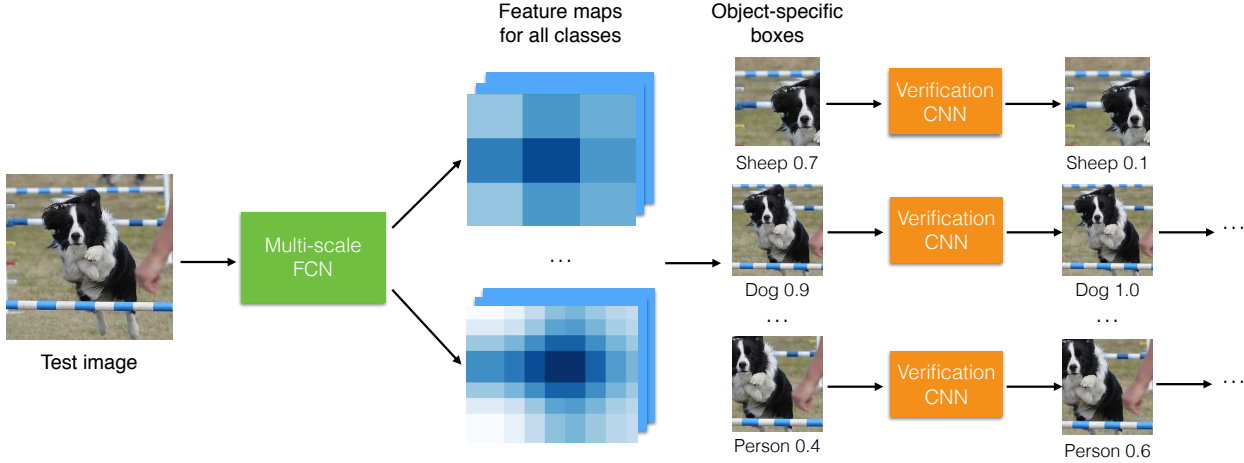 Feature maps
for all classes
Object-specific
boxes
Verification
CNN
Sheep 0.7
Sheep 0.1
Multi-scale
FCN
Verification
CNN
...
...
Dog 0.9
Dog 1.0
...
...
Test image
Verification
CNN
...
Person 0.4
Person 0.6